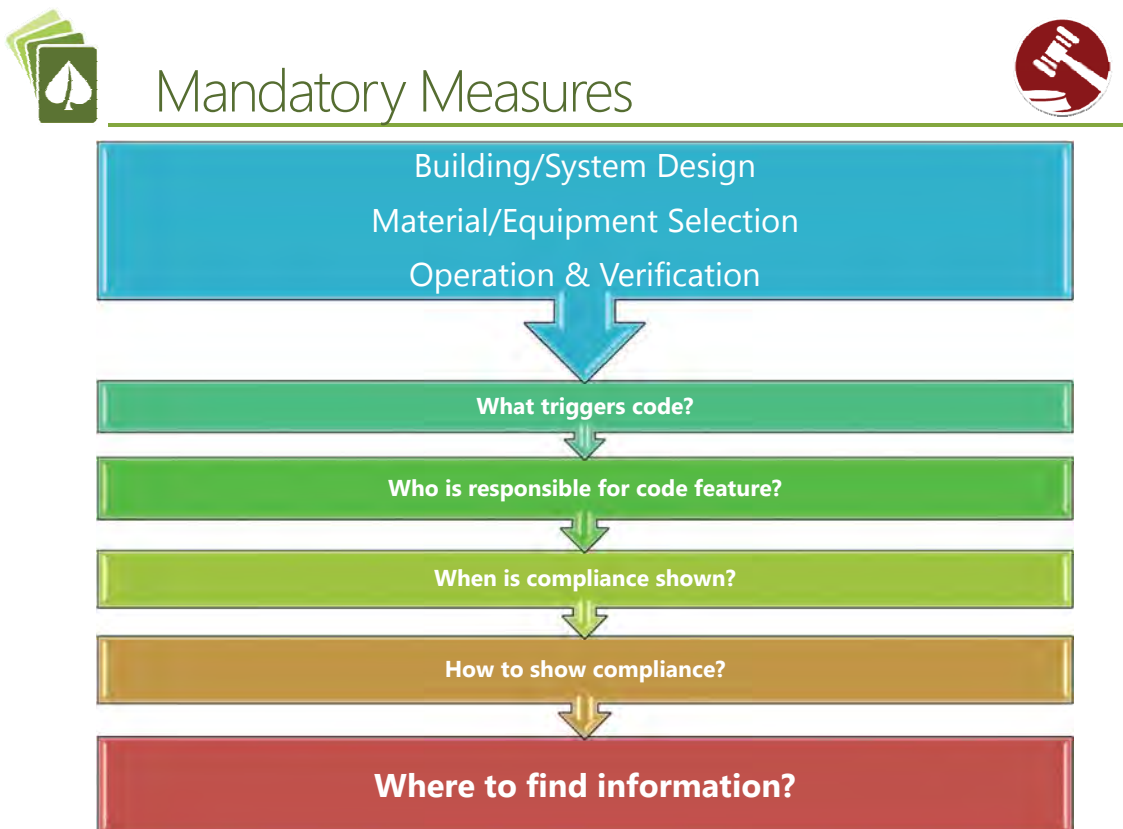 Mandatory Measures
Building/System Design
Material/Equipment Selection
Operation & Verification
What triggers code?
Who is responsible for code feature?
When is compliance shown?
How to show compliance?
Where to find information?